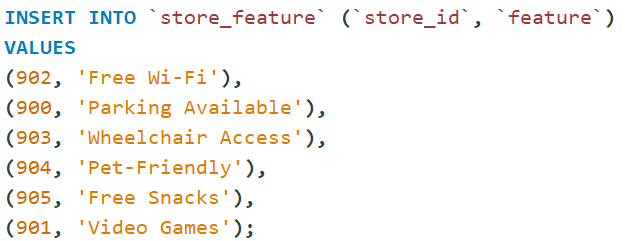 INSERT INTO `store_feature` (`store_id`, `feature`)
VALUES
(902, 'Free Wi-Fi'),
(900, 'Parking Available'),
(903, 'Wheelchair Access'),
(904, 'Pet-Friendly'),
(905, 'Free Snacks'),
(901, 'Video Games');